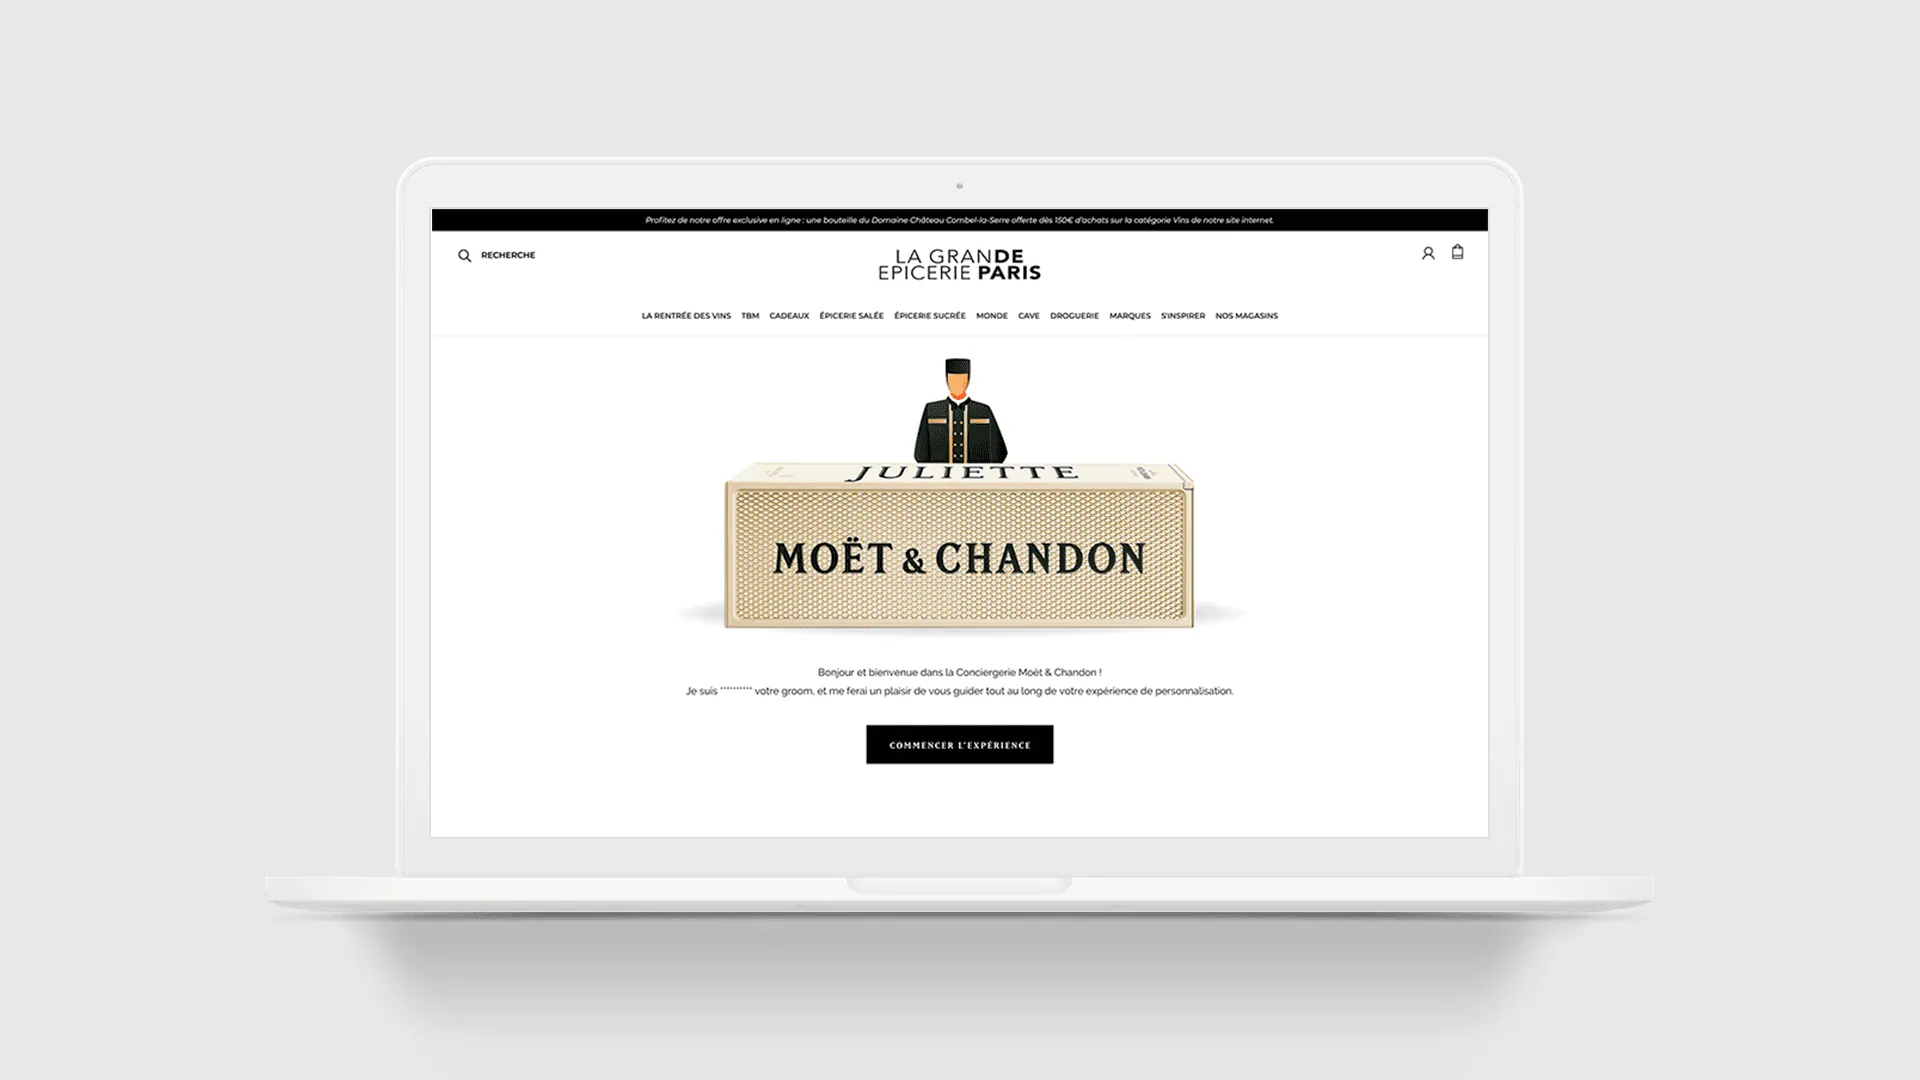 Profitez de notre offre exclusive en ligne : une bouteille du Domaine Château Combel-la-Serre offerte dès 150€ d'achats sur la catégorie Vins de notre site internet.
RECHERCHE
LA GRANDE
EPICERIE PARIS
LA RENTRÉE DES VINS TBM CADEAUX ÉPICERIE SALÉE ÉPICERIE SUCRÉE MONDE CAVE DROGUERIE MARQUES S'INSPIRER NOS MAGASINS
JULIETTE
MOËT & CHANDON
Bonjour et bienvenue dans la Conciergerie Moët & Chandon !
Je suis ********** votre groom, et me ferai un plaisir de vous guider tout au long de votre expérience de personnalisation.
COMMENCER L'EXPÉRIENCE